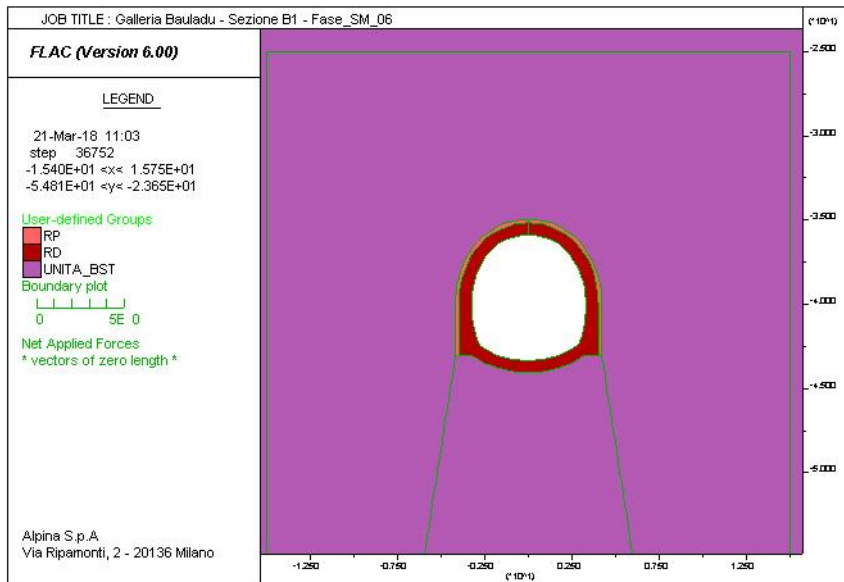 JOB TITLE : Galleria Bauladu - Sezione B1 - Fase_SM_06
(*10^1)
FLAC (Version 6.00)
LEGEND
21-Mar-18 11:03
step 36752
-1.540E+01 <x< 1.575E+01
-5.481E+01 <y< -2.365E+01
User-defined Groups
RP
RD
UNITA_BST
Boundary plot
0 5E 0
Net Applied Forces
* vectors of zero length *
Alpina S.p.A
Via Ripamonti, 2 - 20136 Milano
-2.500
-3.000
-3.500
-4.000
-4.500
-5.000
-1.250 -0.750 -0.250 0.250 0.750 1.250
(*10^1)